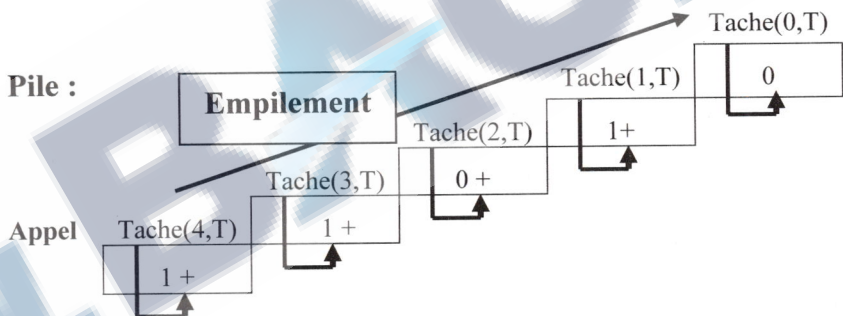 Tache(0,T)
Pile :
Empilement
Tache(1,T)
0
Tache(2,T)
1+
Tache(3,T)
0 +
Appel
Tache(4,T)
1 +
1 +